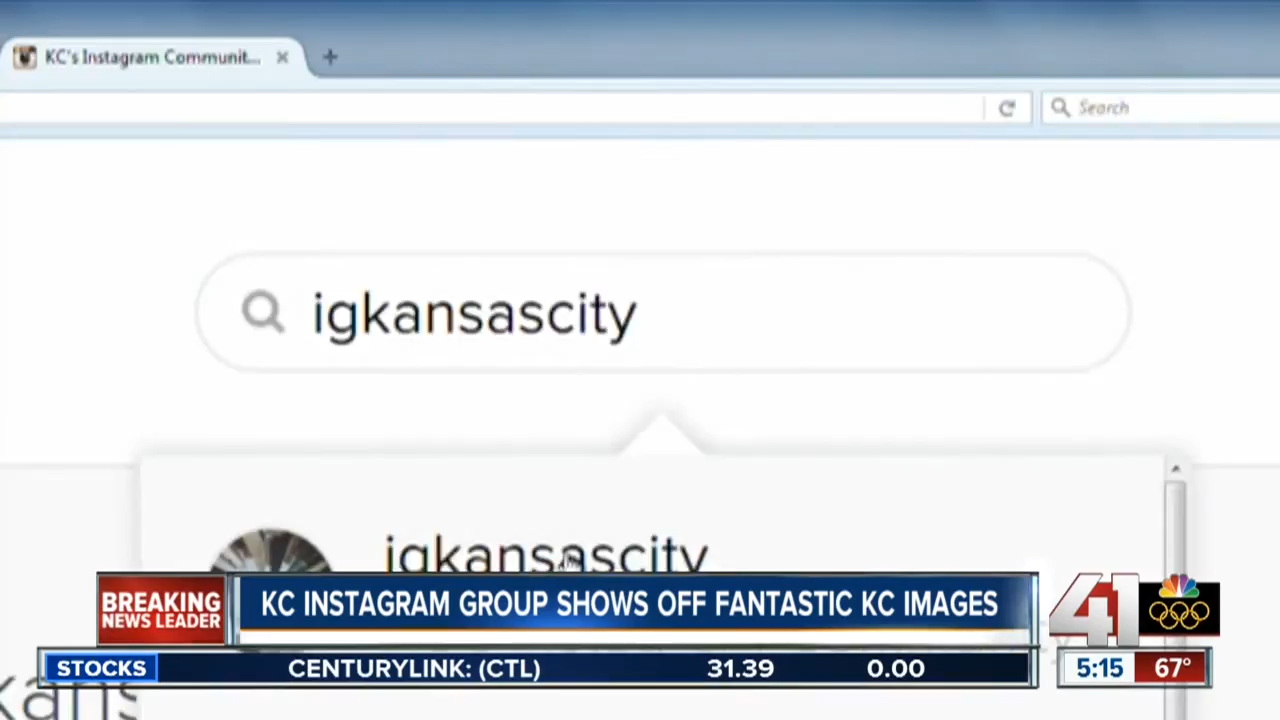 KC's Instagram Communit...
Search
igkansascity
igkansascity
BREAKING
NEWS LEADER
KC INSTAGRAM GROUP SHOWS OFF FANTASTIC KC IMAGES
41
STOCKS CENTURYLINK: (CTL) 31.39 0.00
5:15 67°
kans